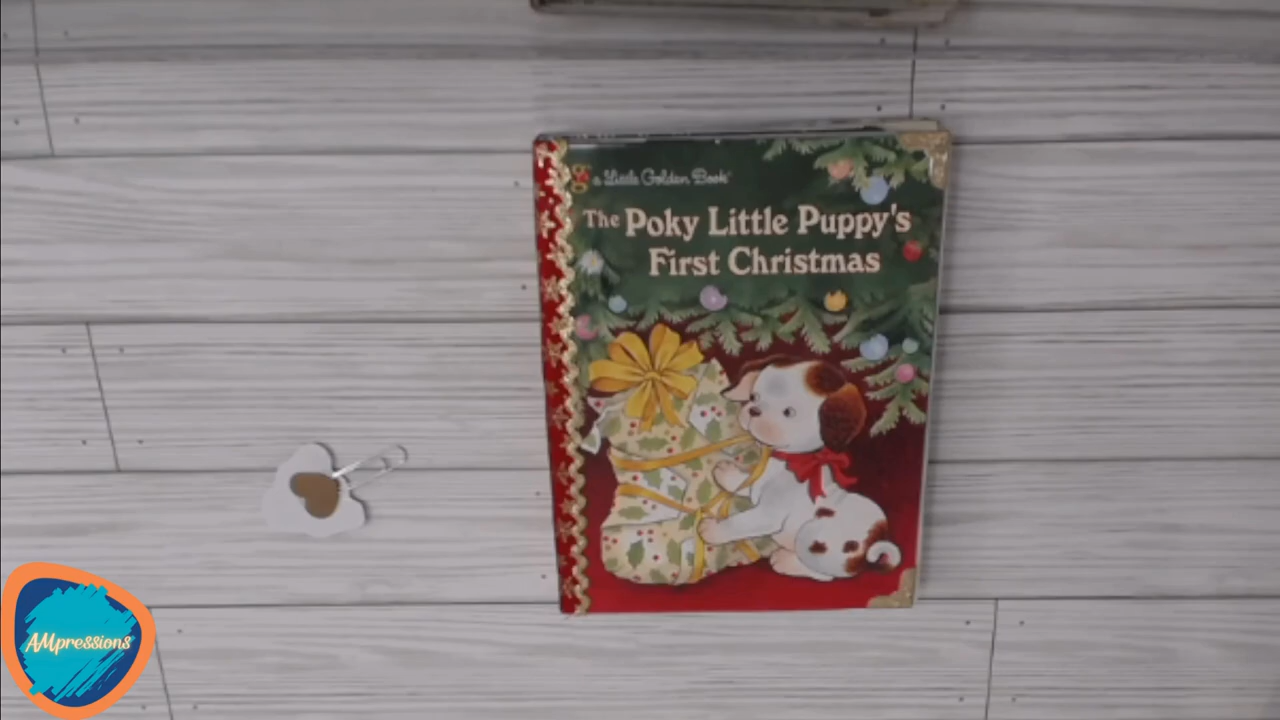 a Little Golden Book
The Poky Little Puppy's
First Christmas
AMpressions